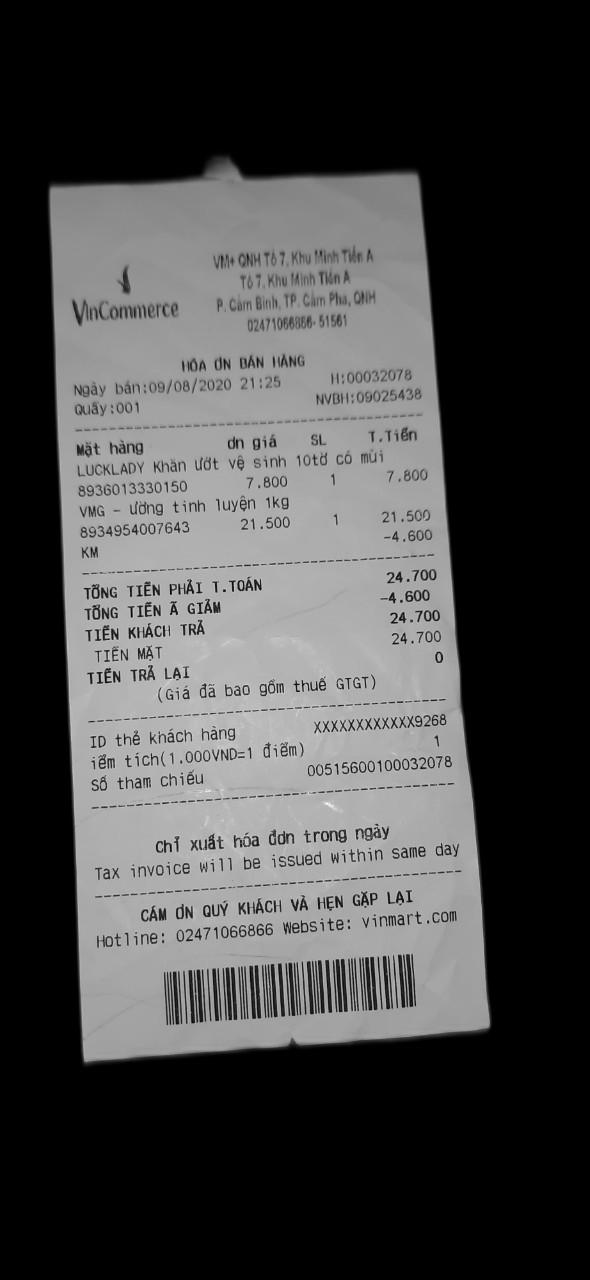 VinCommerce
VM+ QNH Tổ 7, Khu Minh Tiến A
Tổ 7, Khu Minh Tiến A
P. Cẩm Bình, TP. Cẩm Phả, QNH
02471066866-51561
HÓA ƠN BÁN HÀNG
Ngày bán:09/08/2020 21:25 H:00032078
Quầy:001 NVBH:09025438
Mặt hàng ơn giá SL T.Tiền
LUCKLADY Khăn ướt vệ sinh 10tờ có mùi
8936013330150 7.800 1 7.800
VMG - ường tinh luyện 1kg
8934954007643 21.500 1 21.500
KM -4.600
TỔNG TIỀN PHẢI T.TOÁN 24.700
TỔNG TIỀN Ã GIẢM -4.600
TIỀN KHÁCH TRẢ 24.700
TIỀN MẶT 24.700
TIỀN TRẢ LẠI 0
(Giá đã bao gồm thuế GTGT)
ID thẻ khách hàng XXXXXXXXXXXX9268
iểm tích(1.000VND=1 điểm) 1
Số tham chiếu 00515600100032078
Chỉ xuất hóa đơn trong ngày
Tax invoice will be issued within same day
CẢM ƠN QUÝ KHÁCH VÀ HẸN GẶP LẠI
Hotline: 02471066866 Website: vinmart.com